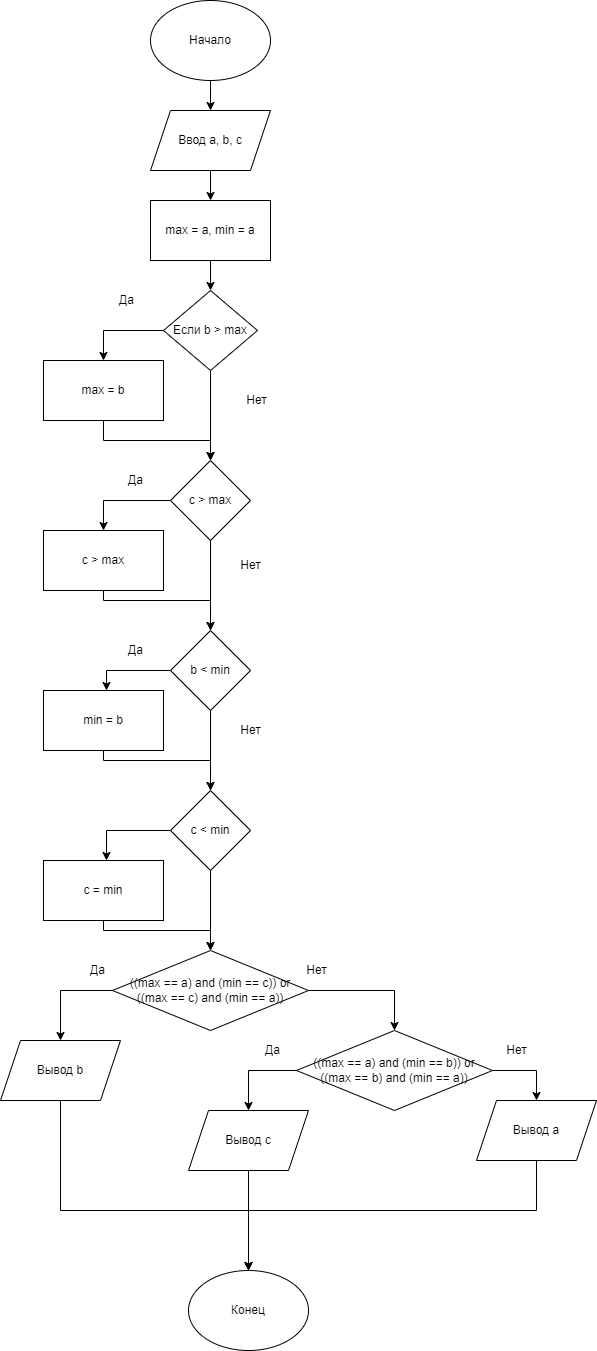 Начало
Ввод a, b, c
max = a, min = a
Да
Если b > max
max = b
Нет
Да
c > max
c > max
Нет
Да
b < min
min = b
Нет
c < min
c = min
Да
((max == a) and (min == c)) or
((max == c) and (min == a))
Нет
Да
((max == a) and (min == b)) or
((max == b) and (min == a))
Нет
Вывод b
Вывод c
Вывод a
Конец